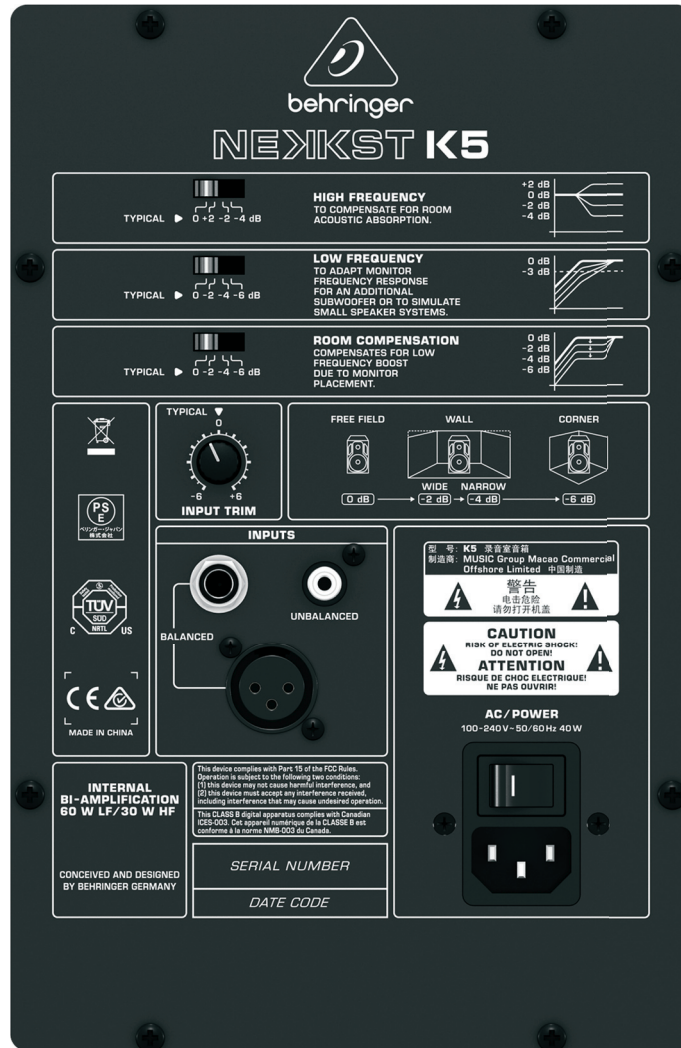 behringer
NEKKST K5
TYPICAL 0 +2 -2 -4 dB
HIGH FREQUENCY
TO COMPENSATE FOR ROOM
ACOUSTIC ABSORPTION.
+2 dB
0 dB
-2 dB
-4 dB
TYPICAL 0 -2 -4 -6 dB
LOW FREQUENCY
TO ADAPT MONITOR
FREQUENCY RESPONSE
FOR AN ADDITIONAL
SUBWOOFER OR TO SIMULATE
SMALL SPEAKER SYSTEMS.
0 dB
-3 dB
TYPICAL 0 -2 -4 -6 dB
ROOM COMPENSATION
COMPENSATES FOR LOW
FREQUENCY BOOST
DUE TO MONITOR
PLACEMENT.
0 dB
-2 dB
-4 dB
-6 dB
TYPICAL
0
-6 +6
INPUT TRIM
FREE FIELD WALL CORNER
WIDE NARROW
0 dB -2 dB -4 dB -6 dB
PS
E
ベリンガー・ジャパン
株式会社
TÜV
SÜD
C NRTL US
CE
MADE IN CHINA
INPUTS
UNBALANCED
BALANCED
型 号: K5 录音室音箱
制造商: MUSIC Group Macao Commercial
Offshore Limited 中国制造
警告
电击危险
请勿打开机盖
CAUTION
RISK OF ELECTRIC SHOCK!
DO NOT OPEN!
ATTENTION
RISQUE DE CHOC ELECTRIQUE!
NE PAS OUVRIR!
AC/POWER
100-240V~50/60Hz 40W
INTERNAL
BI-AMPLIFICATION
60 W LF/30 W HF
CONCEIVED AND DESIGNED
BY BEHRINGER GERMANY
This device complies with Part 15 of the FCC Rules.
Operation is subject to the following two conditions:
(1) this device may not cause harmful interference, and
(2) this device must accept any interference received,
including interference that may cause undesired operation.
This CLASS B digital apparatus complies with Canadian
ICES-003. Cet appareil numérique de la CLASSE B est
conforme à la norme NMB-003 du Canada.
SERIAL NUMBER
DATE CODE